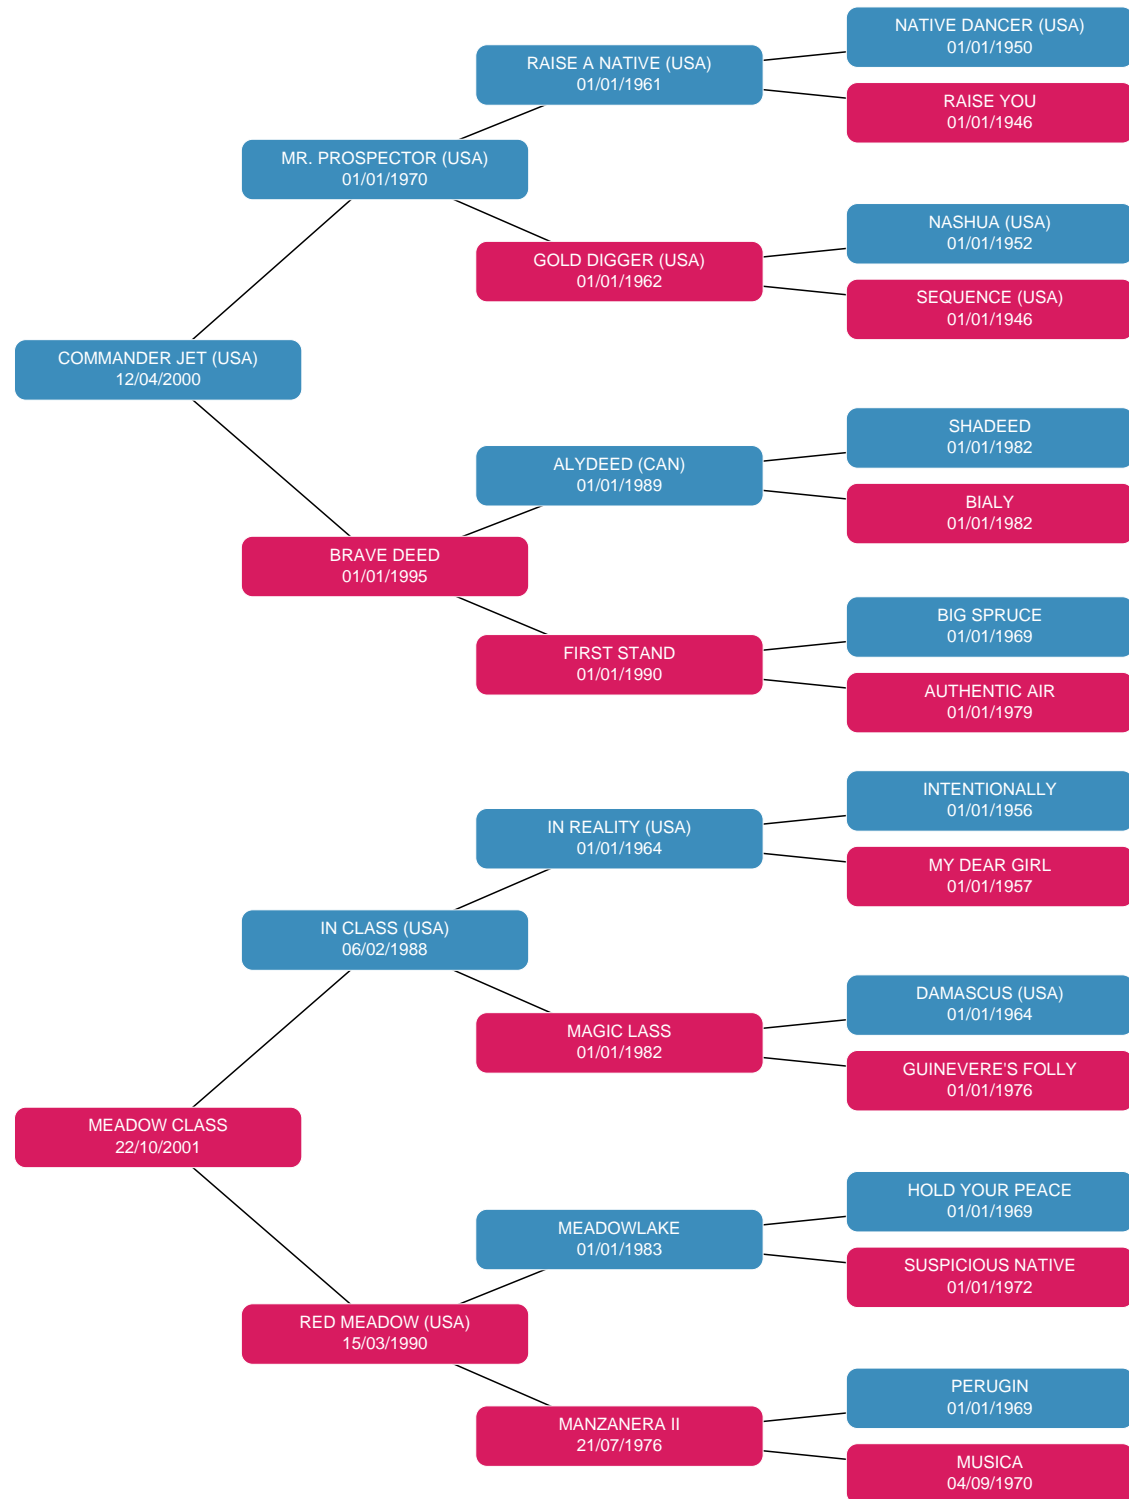 NATIVE DANCER (USA)
01/01/1950
RAISE A NATIVE (USA)
01/01/1961
RAISE YOU
01/01/1946
MR. PROSPECTOR (USA)
01/01/1970
NASHUA (USA)
01/01/1952
GOLD DIGGER (USA)
01/01/1962
SEQUENCE (USA)
01/01/1946
COMMANDER JET (USA)
12/04/2000
SHADEED
01/01/1982
ALYDEED (CAN)
01/01/1989
BIALY
01/01/1982
BRAVE DEED
01/01/1995
BIG SPRUCE
01/01/1969
FIRST STAND
01/01/1990
AUTHENTIC AIR
01/01/1979
INTENTIONALLY
01/01/1956
IN REALITY (USA)
01/01/1964
MY DEAR GIRL
01/01/1957
IN CLASS (USA)
06/02/1988
DAMASCUS (USA)
01/01/1964
MAGIC LASS
01/01/1982
GUINEVERE'S FOLLY
01/01/1976
MEADOW CLASS
22/10/2001
HOLD YOUR PEACE
01/01/1969
MEADOWLAKE
01/01/1983
SUSPICIOUS NATIVE
01/01/1972
RED MEADOW (USA)
15/03/1990
PERUGIN
01/01/1969
MANZANERA II
21/07/1976
MUSICA
04/09/1970